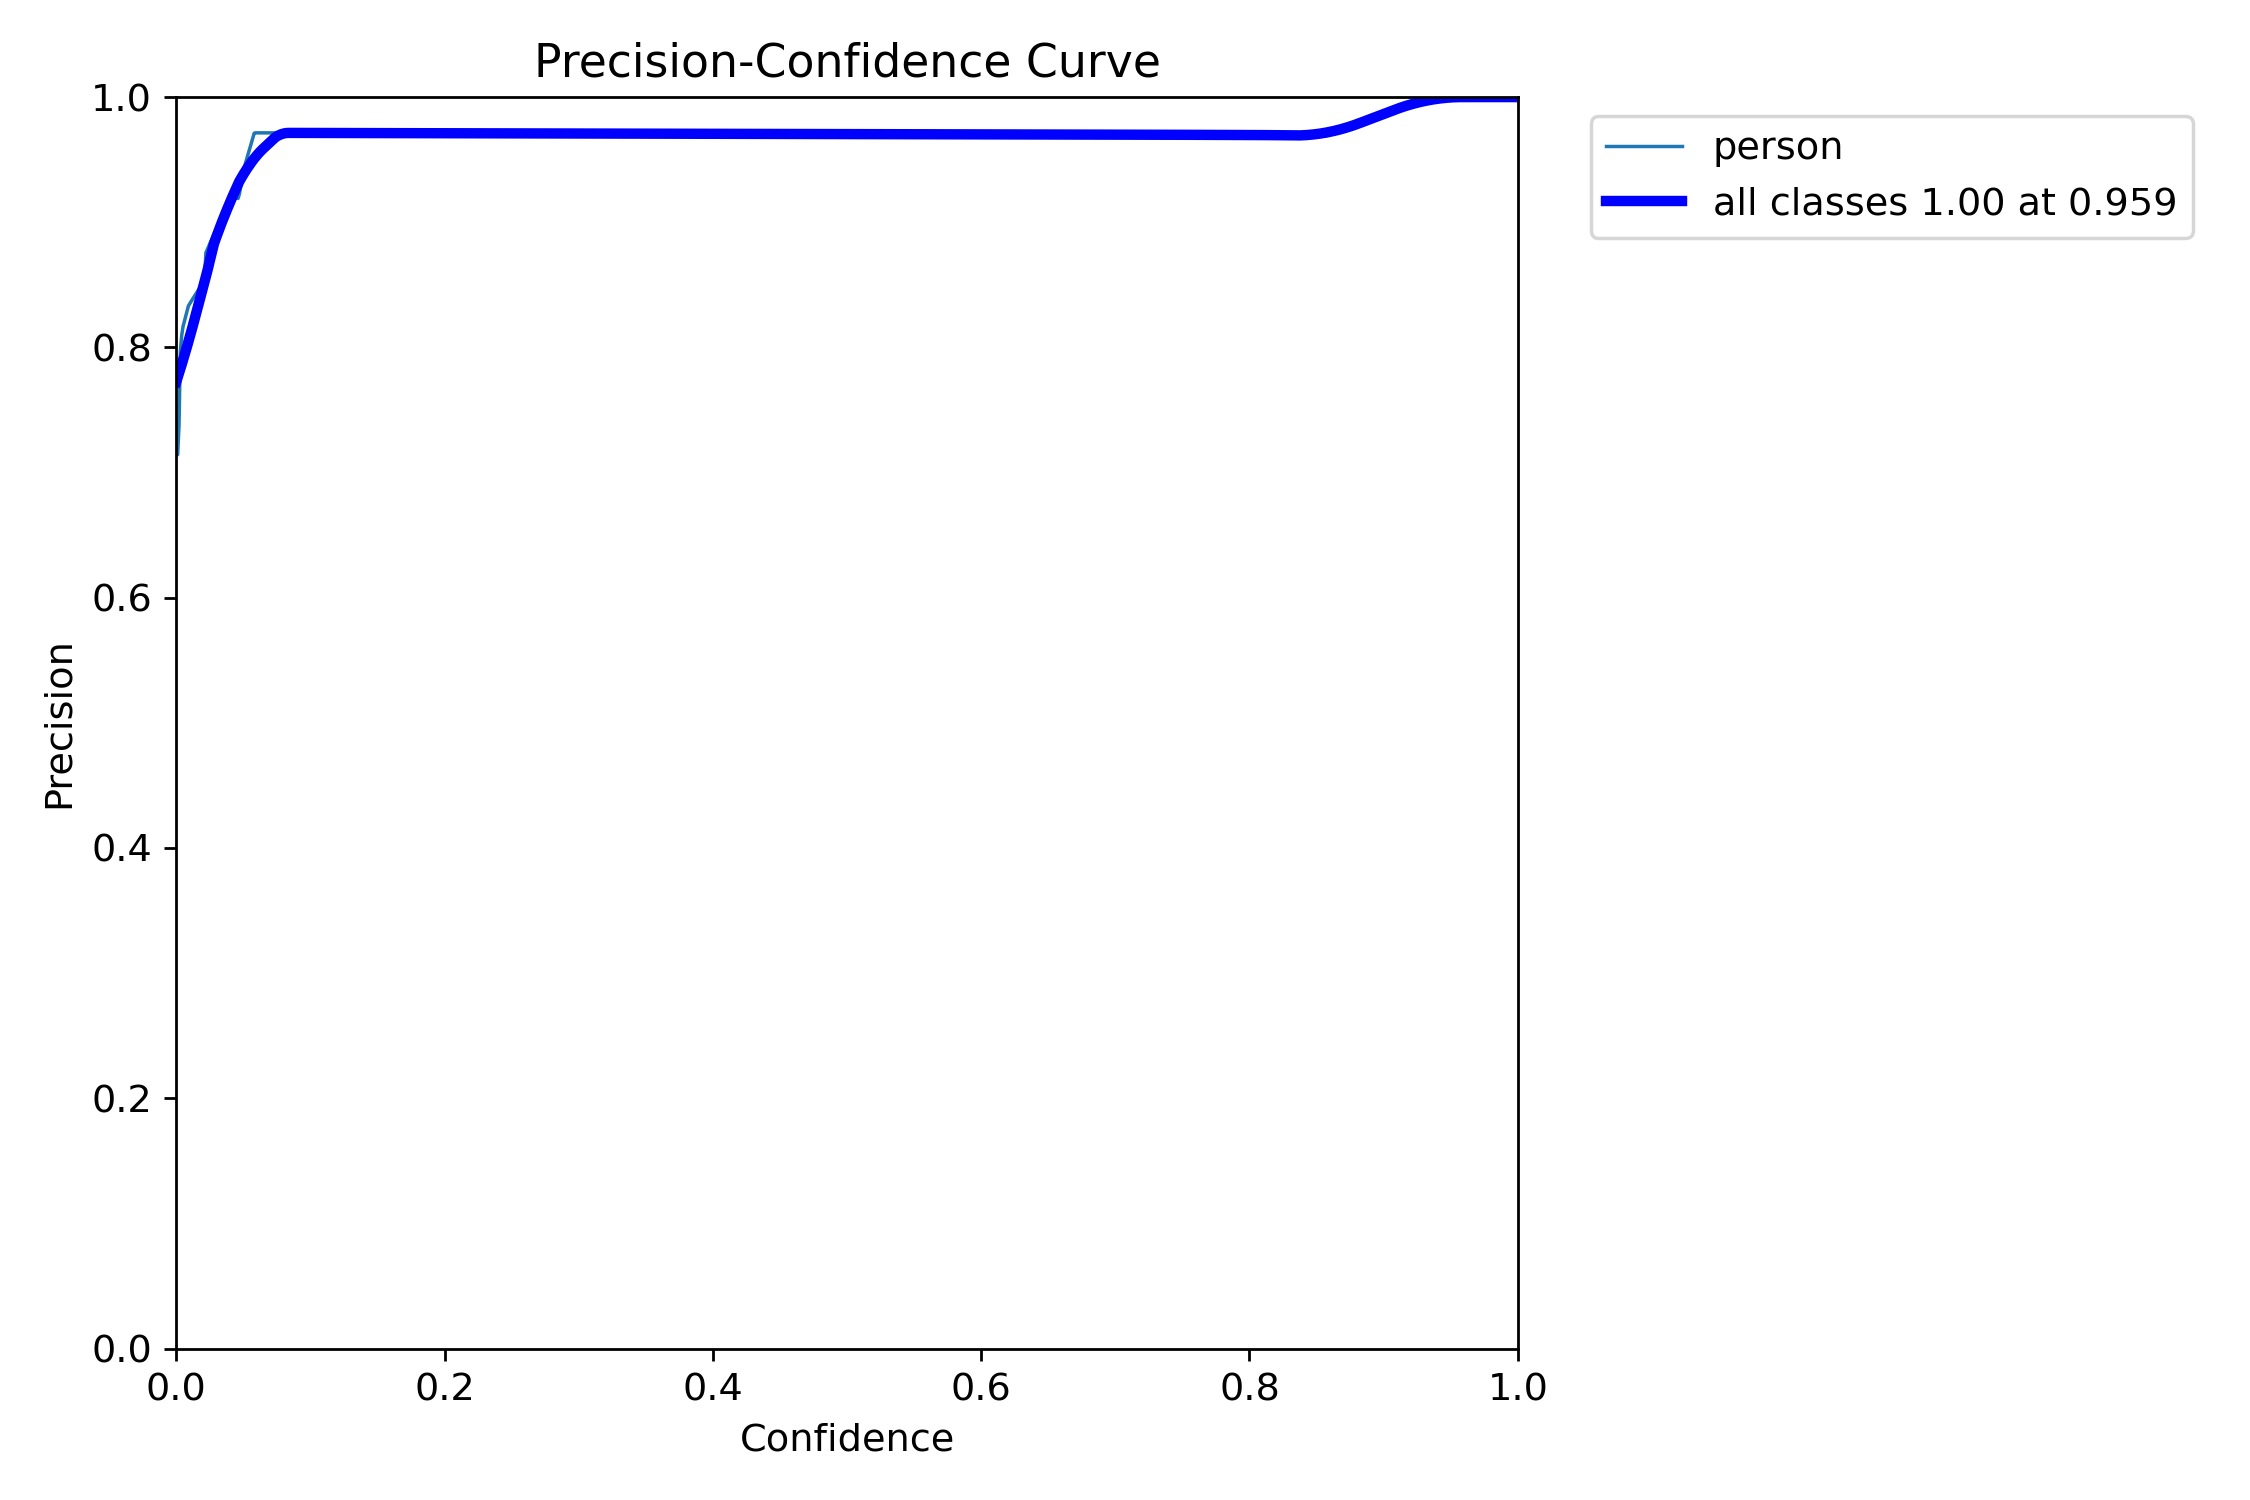 Precision-Confidence Curve
1.0
0.8
0.6
0.4
0.2
0.0
Precision
0.0 0.2 0.4 0.6 0.8 1.0
Confidence
person
all classes 1.00 at 0.959